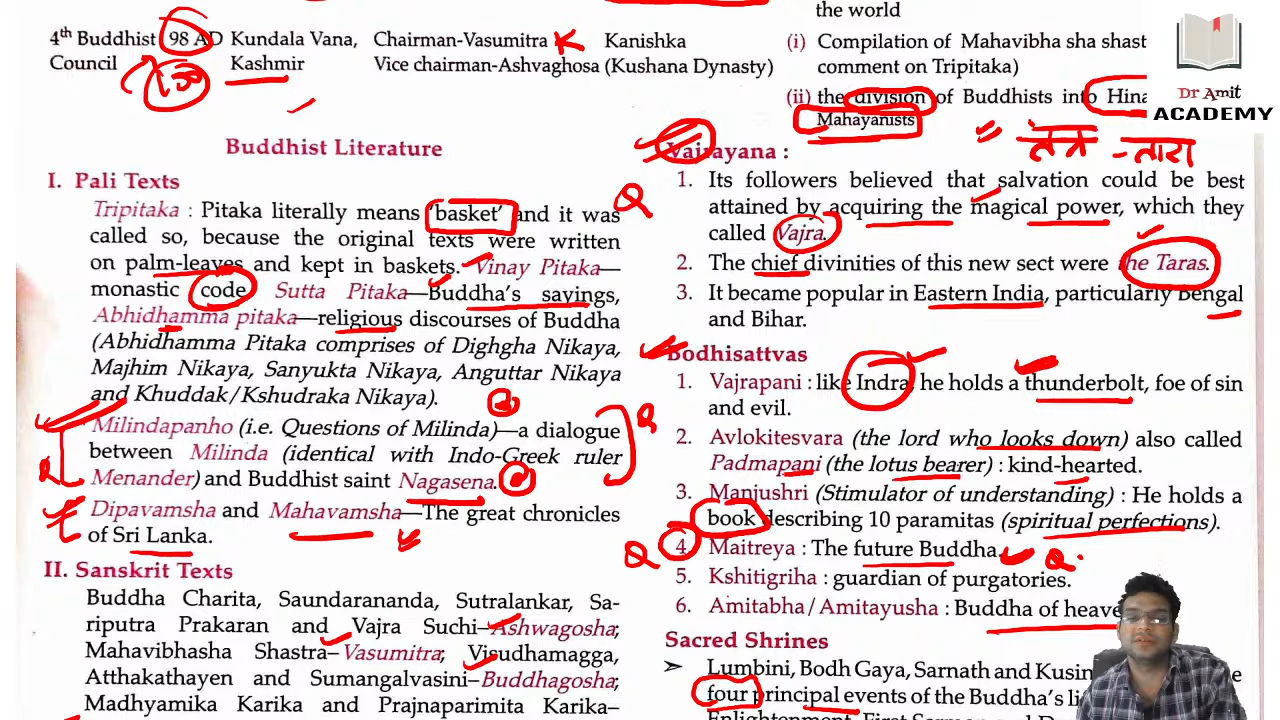 the world
4th Buddhist 98 AD Kundala Vana, Chairman-Vasumitra K Kanishka
Council Kashmir Vice chairman-Ashvaghosa (Kushana Dynasty)
(i) Compilation of Mahavibha sha shast
comment on Tripitaka)
(ii) the division of Buddhists into Hina
Mahayanists
Dr Amit
ACADEMY
Buddhist Literature
I. Pali Texts
Tripitaka : Pitaka literally means 'basket' and it was
called so, because the original texts were written
on palm-leaves and kept in baskets. Vinay Pitaka—
monastic code Sutta Pitaka—Buddha's sayings,
Abhidhamma pitaka—religious discourses of Buddha
(Abhidhamma Pitaka comprises of Dighgha Nikaya,
Majhim Nikaya, Sanyukta Nikaya, Anguttar Nikaya
and Khuddak/Kshudraka Nikaya).
Milindapanho (i.e. Questions of Milinda)—a dialogue
between Milinda (identical with Indo-Greek ruler
Menander) and Buddhist saint Nagasena.
Dipavamsha and Mahavamsha—The great chronicles
of Sri Lanka.
II. Sanskrit Texts
Buddha Charita, Saundarananda, Sutralankar, Sa-
riputra Prakaran and Vajra Suchi–Ashwagosha;
Mahavibhasha Shastra–Vasumitra; Visudhamagga,
Atthakathayen and Sumangalvasini–Buddhagosha;
Madhyamika Karika and Prajnaparimita Karika–
Vajrayana :
तंत्र - तारा
1. Its followers believed that salvation could be best
attained by acquiring the magical power, which they
called Vajra.
2. The chief divinities of this new sect were the Taras.
3. It became popular in Eastern India, particularly Bengal
and Bihar.
Bodhisattvas
1. Vajrapani : like Indra, he holds a thunderbolt, foe of sin
and evil.
2. Avlokitesvara (the lord who looks down) also called
Padmapani (the lotus bearer) : kind-hearted.
3. Manjushri (Stimulator of understanding) : He holds a
book describing 10 paramitas (spiritual perfections).
4. Maitreya : The future Buddha.
5. Kshitigriha : guardian of purgatories.
6. Amitabha/Amitayusha : Buddha of heave
Sacred Shrines
➤ Lumbini, Bodh Gaya, Sarnath and Kusin
four principal events of the Buddha's li